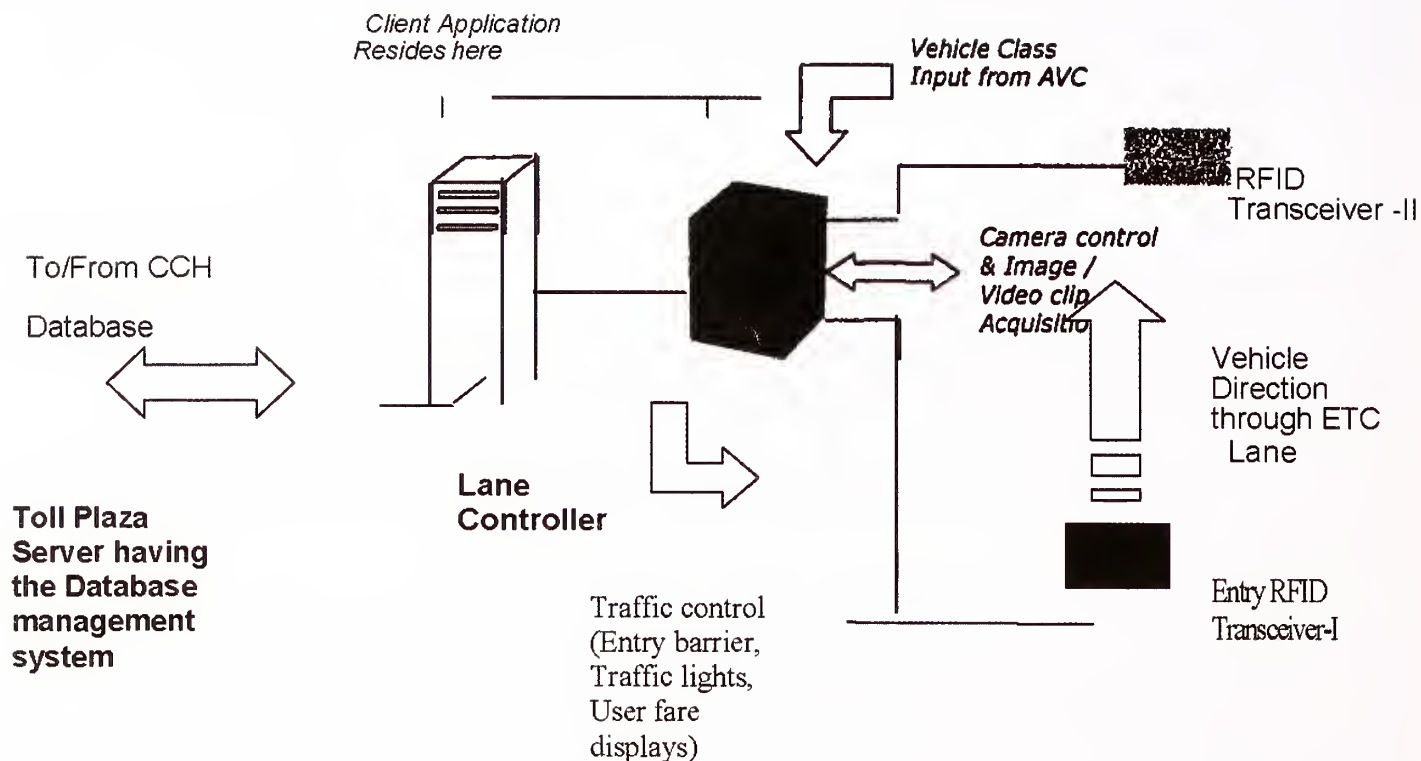 Client Application
Resides here
Vehicle Class
Input from AVC
RFID
Transceiver -II
Camera control
& Image /
Video clip
Acquisitio
To/From CCH
Database
Vehicle
Direction
through ETC
Lane
Lane
Controller
Toll Plaza
Server having
the Database
management
system
Traffic control
(Entry barrier,
Traffic lights,
User fare
displays)
Entry RFID
Transceiver-I